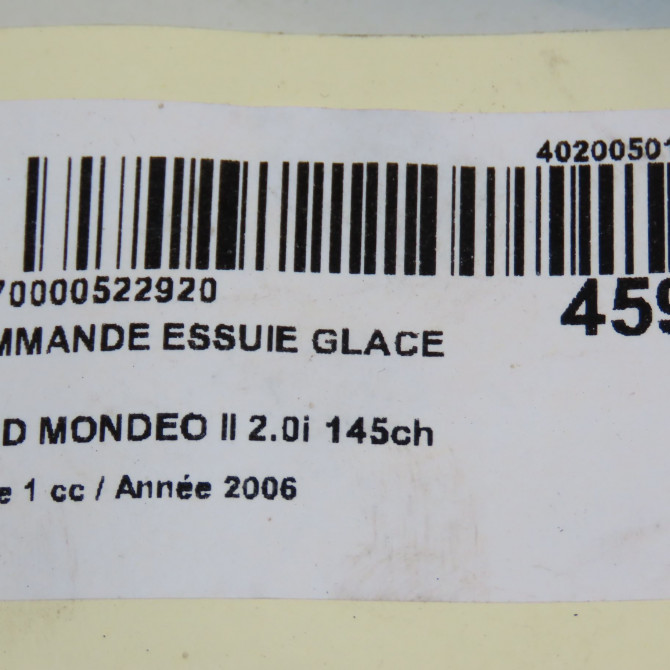 40200501
70000522920
459
MMANDE ESSUIE GLACE
D MONDEO II 2.0i 145ch
e 1 cc / Année 2006